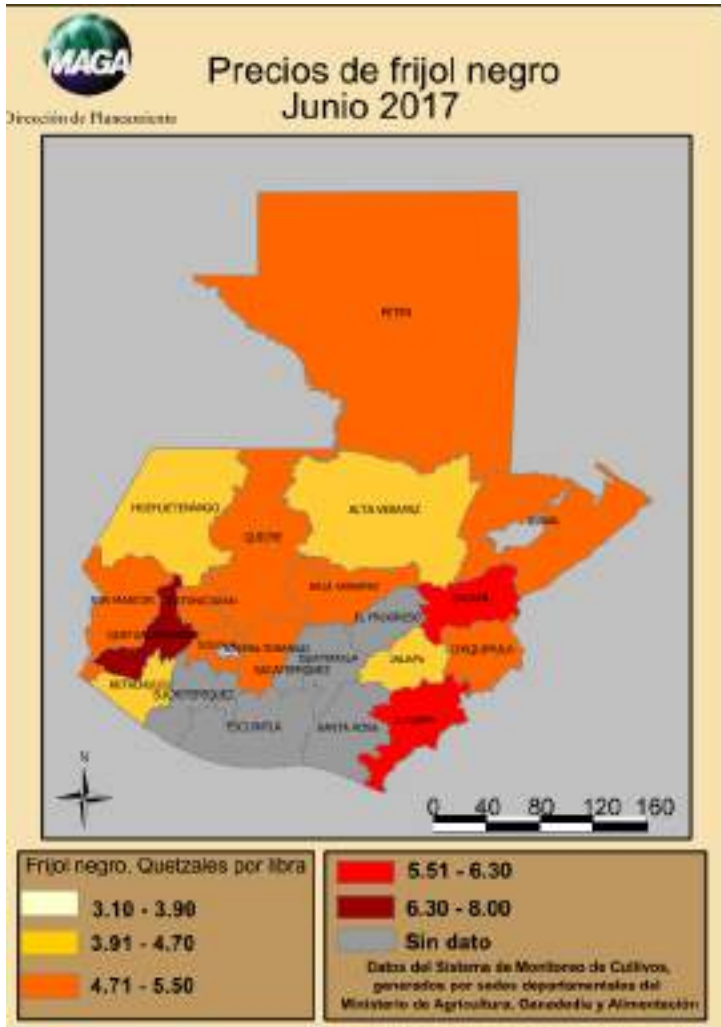 MAGA
Dirección de Planeamiento
Precios de frijol negro
Junio 2017
PETEN
HUEHUETENANGO
ALTA VERAPAZ
QUICHE
IZABAL
SAN MARCOS
BAJA VERAPAZ
ZACAPA
EL PROGRESO
GUATEMALA
JALAPA
CHIQUIMULA
SACATEPEQUEZ
ESCUINTLA
SANTA ROSA
N
0 40 80 120 160
Frijol negro. Quetzales por libra
3.10 - 3.90
3.91 - 4.70
4.71 - 5.50
5.51 - 6.30
6.30 - 8.00
Sin dato
Datos del Sistema de Monitoreo de Cultivos,
generados por sedes departamentales del
Ministerio de Agricultura, Ganadediu y Alimentación